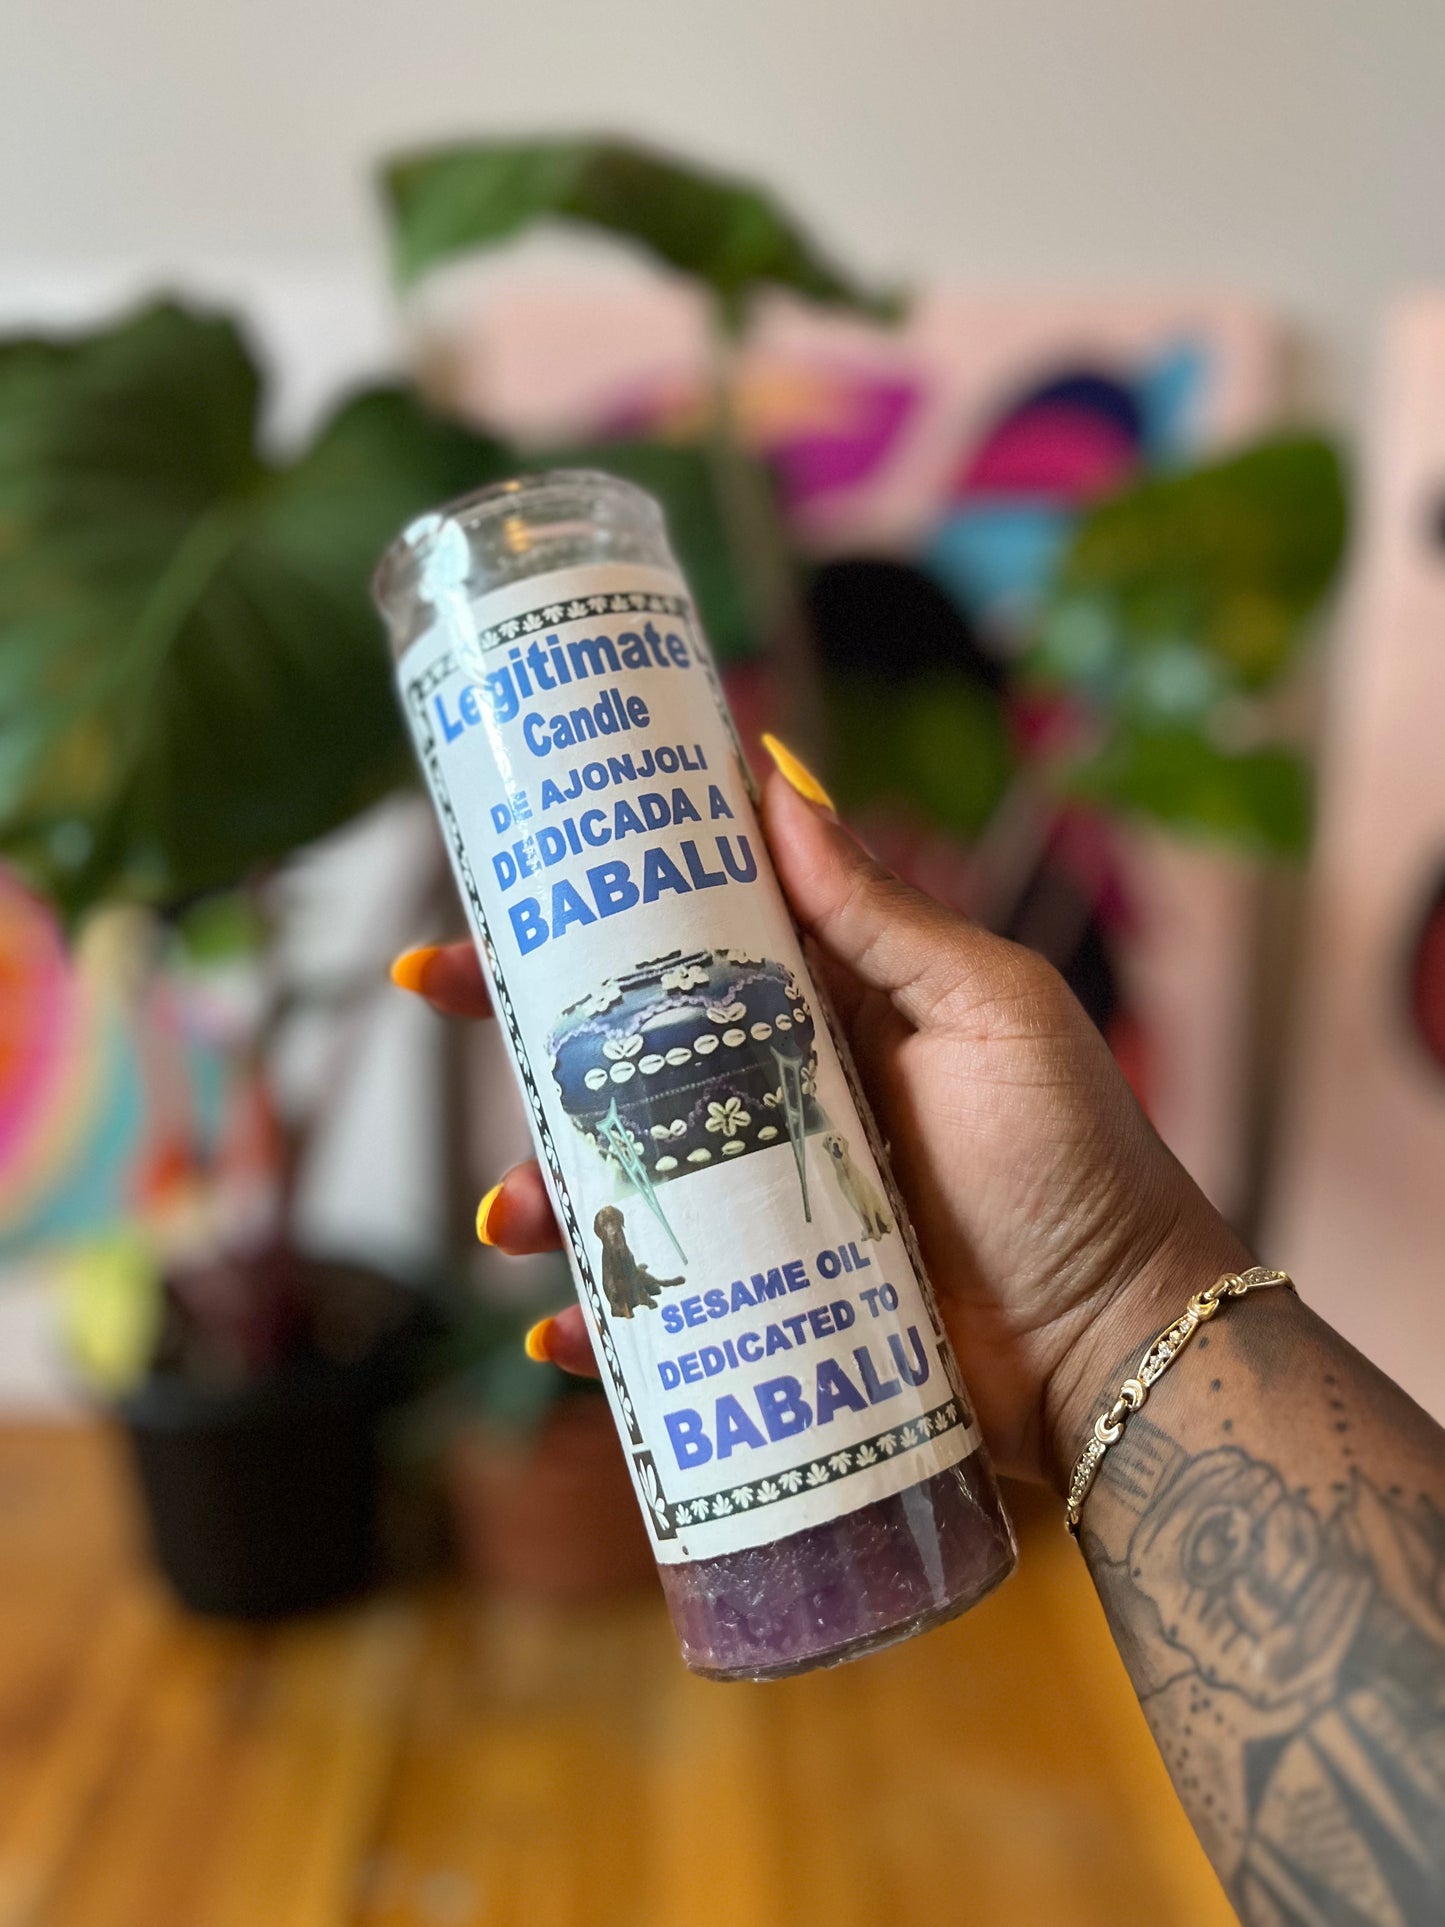 Legitimate
Candle
DE AJONJOLI
DEDICADA A
BABALU
SESAME OIL
DEDICATED TO
BABALU